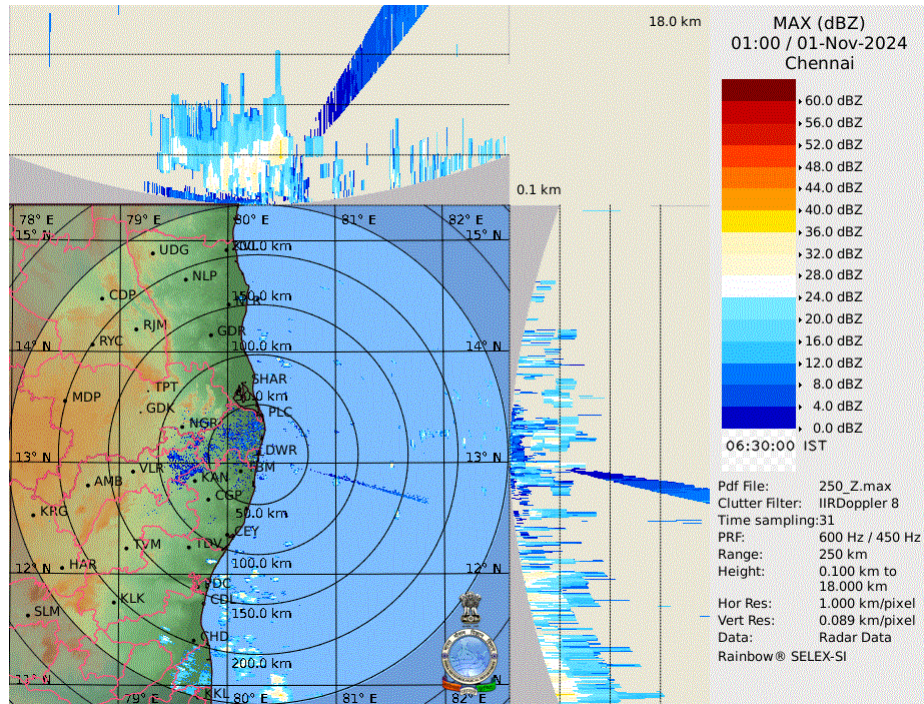 18.0 km
0.1 km
MAX (dBZ)
01:00 / 01-Nov-2024
Chennai
60.0 dBZ
56.0 dBZ
52.0 dBZ
48.0 dBZ
44.0 dBZ
40.0 dBZ
36.0 dBZ
32.0 dBZ
28.0 dBZ
24.0 dBZ
20.0 dBZ
16.0 dBZ
12.0 dBZ
8.0 dBZ
4.0 dBZ
0.0 dBZ
06:30:00 IST
Pdf File: 250_Z.max
Clutter Filter: IIRDoppler 8
Time sampling:31
PRF: 600 Hz / 450 Hz
Range: 250 km
Height: 0.100 km to
18.000 km
Hor Res: 1.000 km/pixel
Vert Res: 0.089 km/pixel
Data: Radar Data
Rainbow® SELEX-SI
78° E 79° E 80° E 81° E 82° E
15° N 15° N
UDG
NLP
CDP
150.0 km
RJM
GDR
RYC
100.0 km
14° N 14° N
SHAR
TPT
MDP
50.0 km
GDK
PLC
NGR
13° N 13° N
VLR
KAN
AMB
CGP
KPG
50.0 km
CEY
TVM
TDV
HAR
100.0 km
12° N 12° N
CDL
KLK
150.0 km
SLM
CHD
200.0 km
11° N 11° N
KKL
79° E 80° E 81° E 82° E